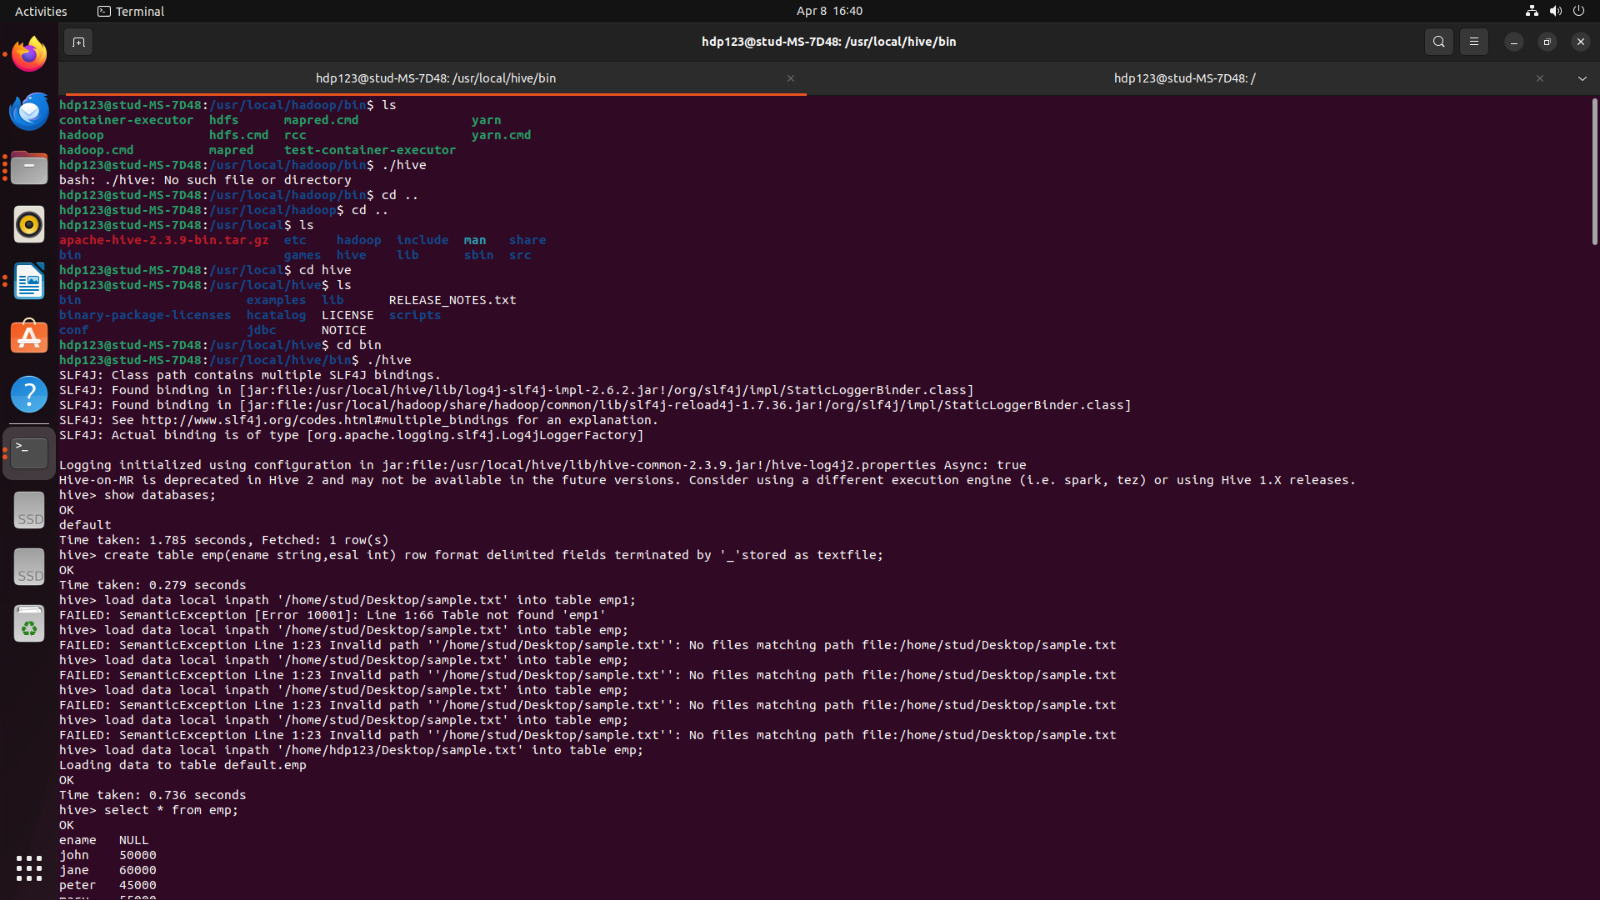 Activities Terminal Apr 8 16:40
hdp123@stud-MS-7D48: /usr/local/hive/bin
hdp123@stud-MS-7D48: /usr/local/hive/bin hdp123@stud-MS-7D48: /
hdp123@stud-MS-7D48:/usr/local/hadoop/bin$ ls
container-executor hdfs mapred.cmd yarn
hadoop hdfs.cmd rcc yarn.cmd
hadoop.cmd mapred test-container-executor
hdp123@stud-MS-7D48:/usr/local/hadoop/bin$ ./hive
bash: ./hive: No such file or directory
hdp123@stud-MS-7D48:/usr/local/hadoop/bin$ cd ..
hdp123@stud-MS-7D48:/usr/local/hadoop$ cd ..
hdp123@stud-MS-7D48:/usr/local$ ls
apache-hive-2.3.9-bin.tar.gz etc hadoop include man share
bin games hive lib sbin src
hdp123@stud-MS-7D48:/usr/local$ cd hive
hdp123@stud-MS-7D48:/usr/local/hive$ ls
bin examples lib RELEASE_NOTES.txt
binary-package-licenses hcatalog LICENSE scripts
conf jdbc NOTICE
hdp123@stud-MS-7D48:/usr/local/hive$ cd bin
hdp123@stud-MS-7D48:/usr/local/hive/bin$ ./hive
SLF4J: Class path contains multiple SLF4J bindings.
SLF4J: Found binding in [jar:file:/usr/local/hive/lib/log4j-slf4j-impl-2.6.2.jar!/org/slf4j/impl/StaticLoggerBinder.class]
SLF4J: Found binding in [jar:file:/usr/local/hadoop/share/hadoop/common/lib/slf4j-reload4j-1.7.36.jar!/org/slf4j/impl/StaticLoggerBinder.class]
SLF4J: See http://www.slf4j.org/codes.html#multiple_bindings for an explanation.
SLF4J: Actual binding is of type [org.apache.logging.slf4j.Log4jLoggerFactory]
Logging initialized using configuration in jar:file:/usr/local/hive/lib/hive-common-2.3.9.jar!/hive-log4j2.properties Async: true
Hive-on-MR is deprecated in Hive 2 and may not be available in the future versions. Consider using a different execution engine (i.e. spark, tez) or using Hive 1.X releases.
hive> show databases;
OK
default
Time taken: 1.785 seconds, Fetched: 1 row(s)
hive> create table emp(ename string,esal int) row format delimited fields terminated by '_'stored as textfile;
OK
Time taken: 0.279 seconds
hive> load data local inpath '/home/stud/Desktop/sample.txt' into table emp1;
FAILED: SemanticException [Error 10001]: Line 1:66 Table not found 'emp1'
hive> load data local inpath '/home/stud/Desktop/sample.txt' into table emp;
FAILED: SemanticException Line 1:23 Invalid path ''/home/stud/Desktop/sample.txt'': No files matching path file:/home/stud/Desktop/sample.txt
hive> load data local inpath '/home/stud/Desktop/sample.txt' into table emp;
FAILED: SemanticException Line 1:23 Invalid path ''/home/stud/Desktop/sample.txt'': No files matching path file:/home/stud/Desktop/sample.txt
hive> load data local inpath '/home/stud/Desktop/sample.txt' into table emp;
FAILED: SemanticException Line 1:23 Invalid path ''/home/stud/Desktop/sample.txt'': No files matching path file:/home/stud/Desktop/sample.txt
hive> load data local inpath '/home/stud/Desktop/sample.txt' into table emp;
FAILED: SemanticException Line 1:23 Invalid path ''/home/stud/Desktop/sample.txt'': No files matching path file:/home/stud/Desktop/sample.txt
hive> load data local inpath '/home/hdp123/Desktop/sample.txt' into table emp;
Loading data to table default.emp
OK
Time taken: 0.736 seconds
hive> select * from emp;
OK
ename NULL
john 50000
jane 60000
peter 45000
SSD
SSD